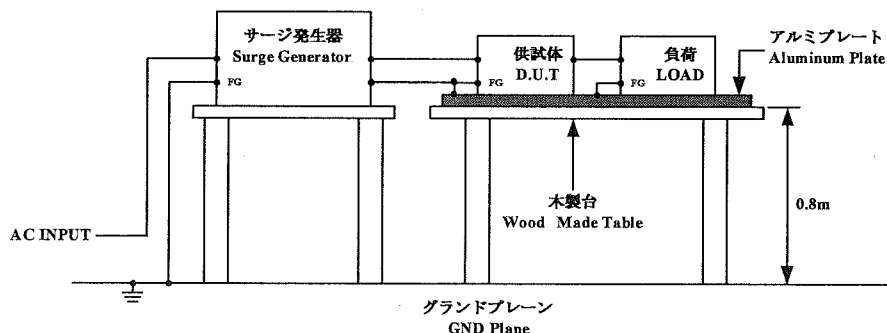 サージ発生器
Surge Generator
FG
供試体
D.U.T
FG
負荷
LOAD
FG
アルミプレート
Aluminum Plate
木製台
Wood Made Table
0.8m
AC INPUT
グランドプレーン
GND Plane